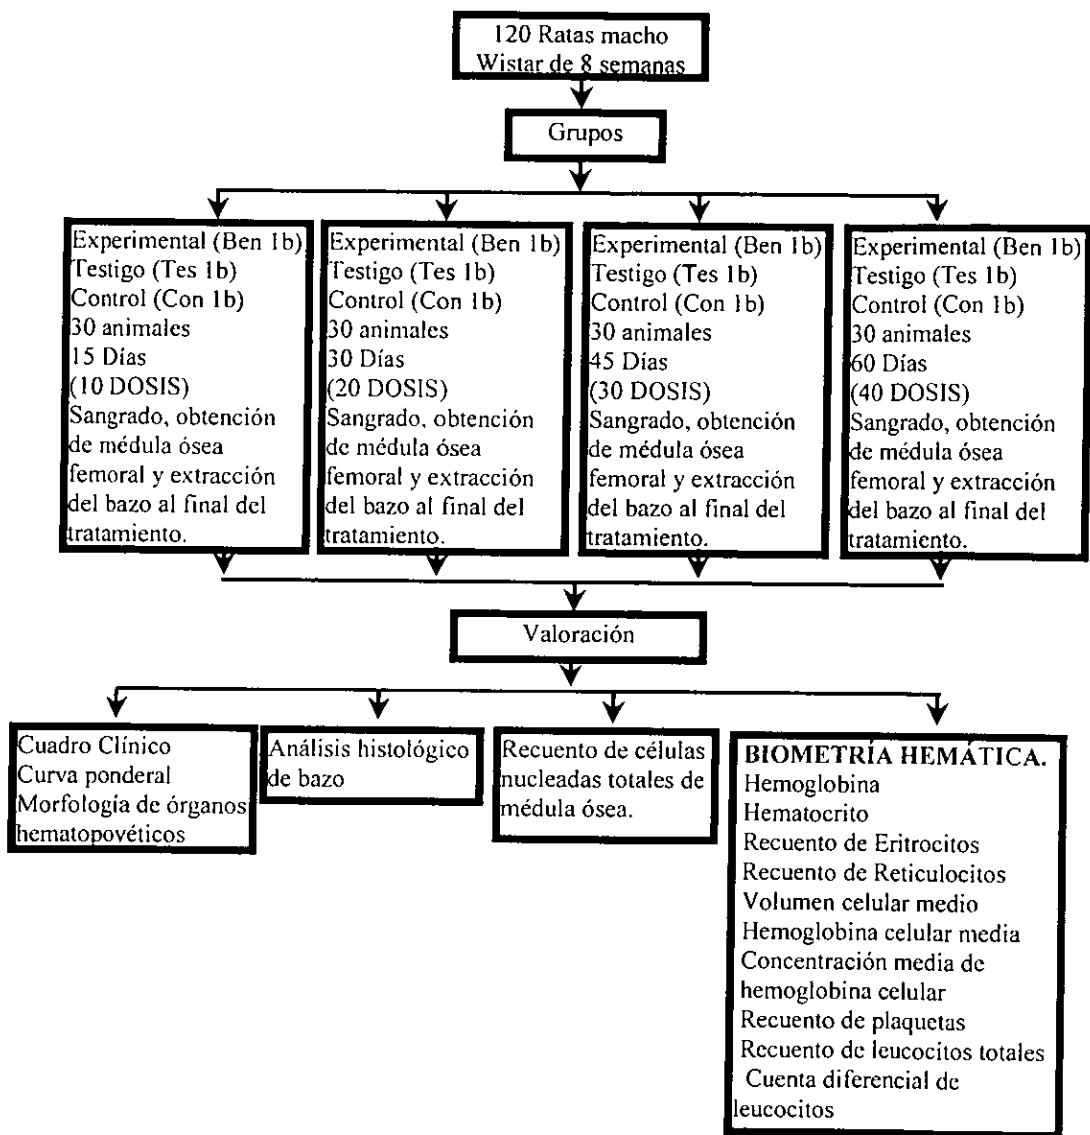 120 Ratas macho
Wistar de 8 semanas
Grupos
Experimental (Ben 1b)
Testigo (Tes 1b)
Control (Con 1b)
30 animales
15 Días
(10 DOSIS)
Sangrado, obtención
de médula ósea
femoral y extracción
del bazo al final del
tratamiento.
Experimental (Ben 1b)
Testigo (Tes 1b)
Control (Con 1b)
30 animales
30 Días
(20 DOSIS)
Sangrado, obtención
de médula ósea
femoral y extracción
del bazo al final del
tratamiento.
Experimental (Ben 1b)
Testigo (Tes 1b)
Control (Con 1b)
30 animales
45 Días
(30 DOSIS)
Sangrado, obtención
de médula ósea
femoral y extracción
del bazo al final del
tratamiento.
Experimental (Ben 1b)
Testigo (Tes 1b)
Control (Con 1b)
30 animales
60 Días
(40 DOSIS)
Sangrado, obtención
de médula ósea
femoral y extracción
del bazo al final del
tratamiento.
Valoración
Cuadro Clínico
Curva ponderal
Morfología de órganos
hematopovéticos
Análisis histológico
de bazo
Recuento de células
nucleadas totales de
médula ósea.
BIOMETRÍA HEMÁTICA.
Hemoglobina
Hematocrito
Recuento de Eritrocitos
Recuento de Reticulocitos
Volumen celular medio
Hemoglobina celular media
Concentración media de
hemoglobina celular
Recuento de plaquetas
Recuento de leucocitos totales
Cuenta diferencial de
leucocitos